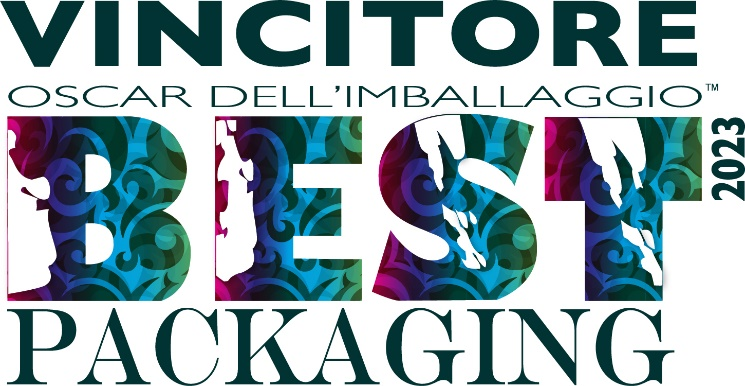 VINCITORE
OSCAR DELL'IMBALLAGGIO™
BEST
2023
PACKAGING